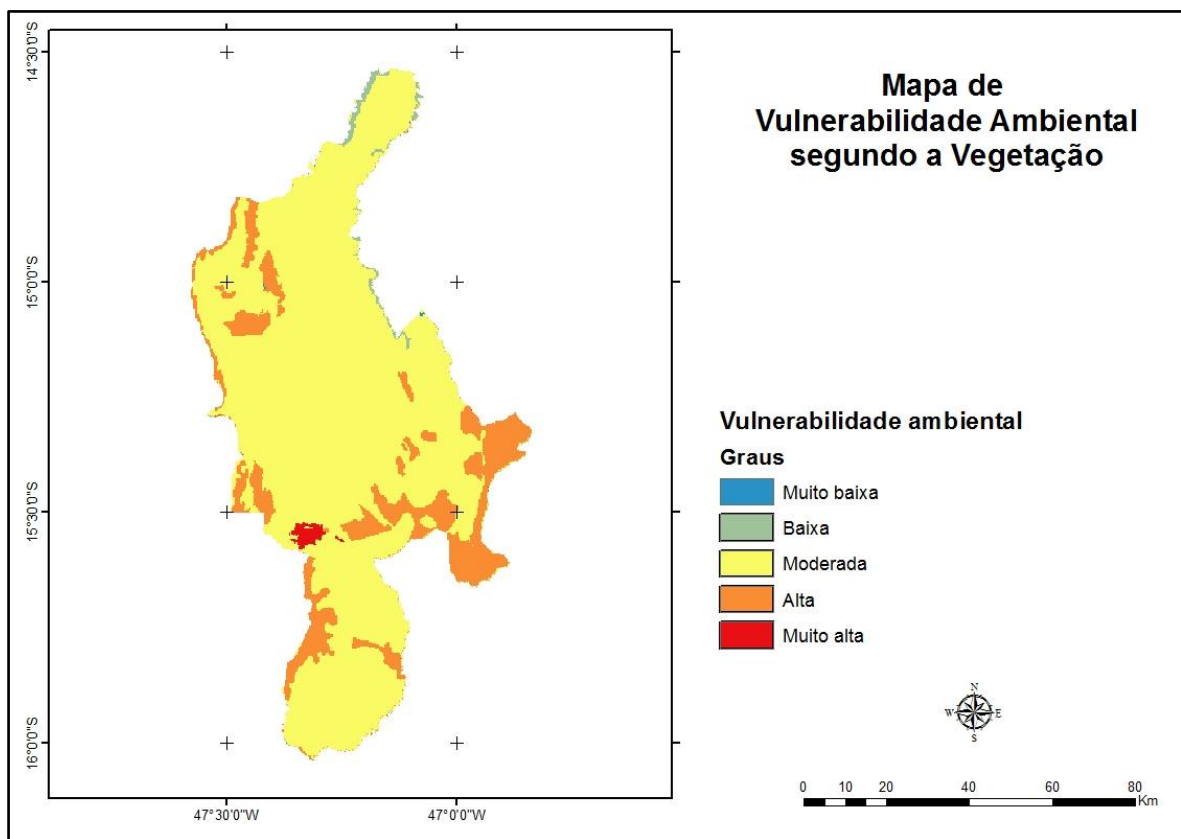 Mapa de
Vulnerabilidade Ambiental
segundo a Vegetação
14°30'0"S
15°0'0"S
15°30'0"S
16°0'0"S
47°30'0"W
47°0'0"W
Vulnerabilidade ambiental
Graus
Muito baixa
Baixa
Moderada
Alta
Muito alta
N
W E
S
0 10 20 40 60 80
Km